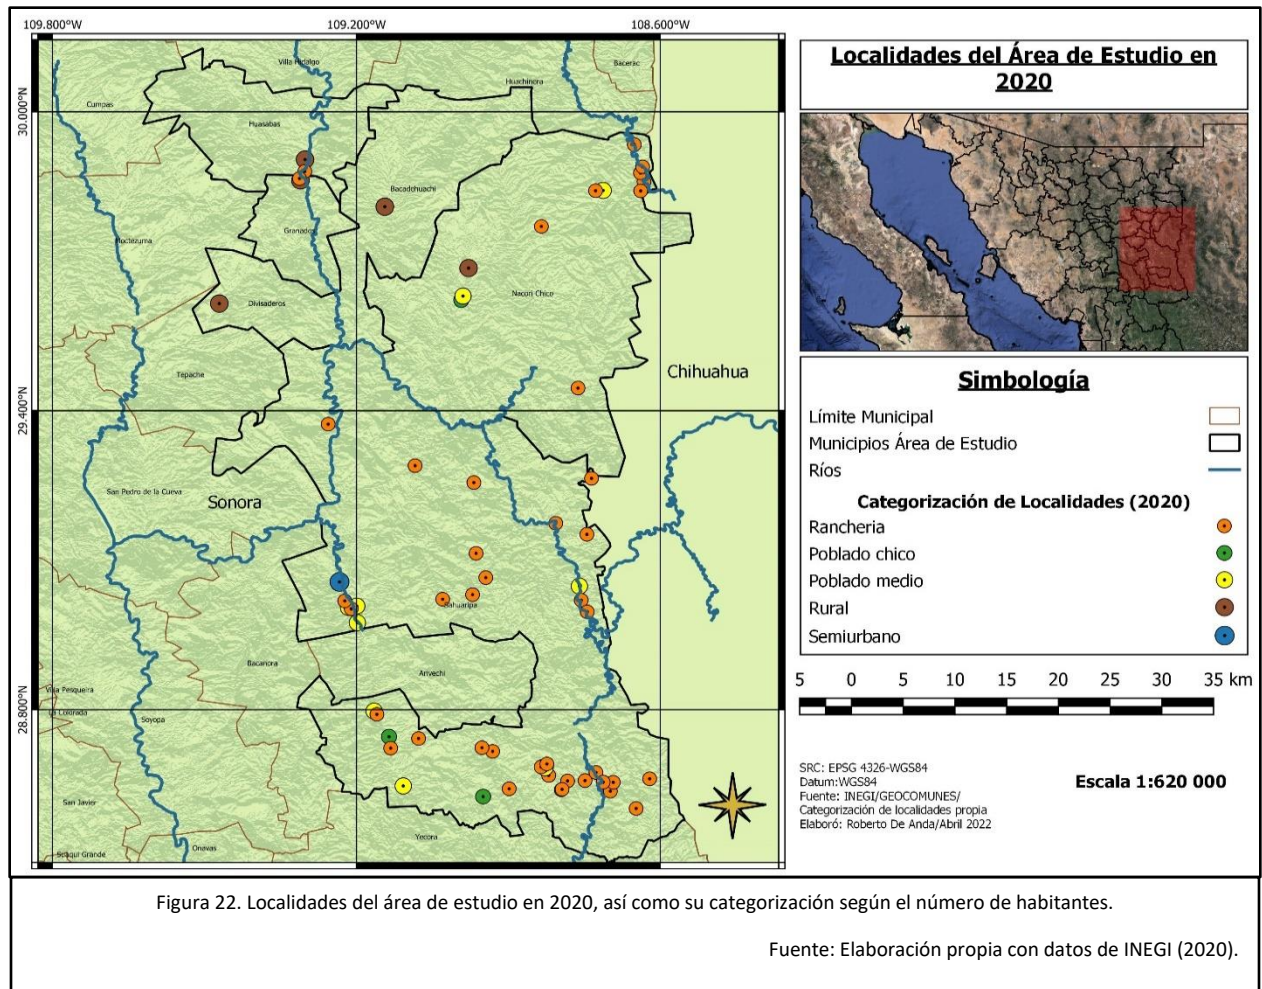 109.800°W
109.200°W
108.600°W
30.000°N
29.400°N
28.800°N
Villa Hidalgo
Bacerac
Huachinera
Cumpas
Huasabas
Bacadehuachi
Granados
Moctezuma
Nacori Chico
Divisaderos
Tepache
Chihuahua
San Pedro de la Cueva
Sonora
Sahuaripa
Bacanora
Arivechi
Villa Pesqueira
La Colorada
Soyopa
San Javier
Yecora
Onavas
Suaqui Grande
Localidades del Área de Estudio en
2020
Simbología
Límite Municipal
Municipios Área de Estudio
Ríos
Categorización de Localidades (2020)
Rancheria
Poblado chico
Poblado medio
Rural
Semiurbano
5 0 5 10 15 20 25 30 35 km
SRC: EPSG 4326-WGS84
Datum:WGS84
Fuente: INEGI/GEOCOMUNES/
Categorización de localidades propia
Elaboró: Roberto De Anda/Abril 2022
Escala 1:620 000
Figura 22. Localidades del área de estudio en 2020, así como su categorización según el número de habitantes.
Fuente: Elaboración propia con datos de INEGI (2020).